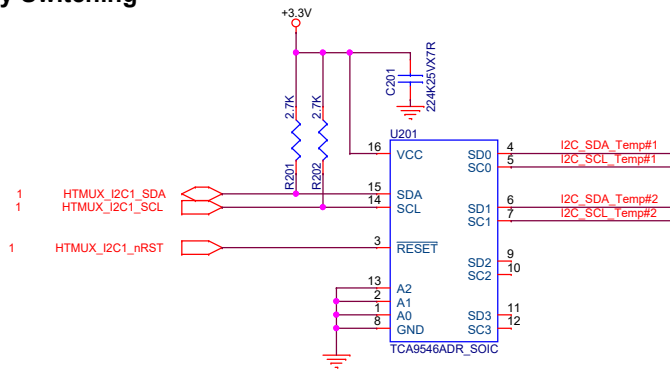 y Switching
+3.3V
2.7K
2.7K
R201
R202
C201
224K25VX7R
U201
16 VCC SD0 4 I2C_SDA_Temp#1
SC0 5 I2C_SCL_Temp#1
1 HTMUX_I2C1_SDA 15 SDA
1 HTMUX_I2C1_SCL 14 SCL
SD1 6 I2C_SDA_Temp#2
SC1 7 I2C_SCL_Temp#2
1 HTMUX_I2C1_nRST 3 RESET
SD2 9
SC2 10
13 A2
2 A1
1 A0 SD3 11
8 GND SC3 12
TCA9546ADR_SOIC